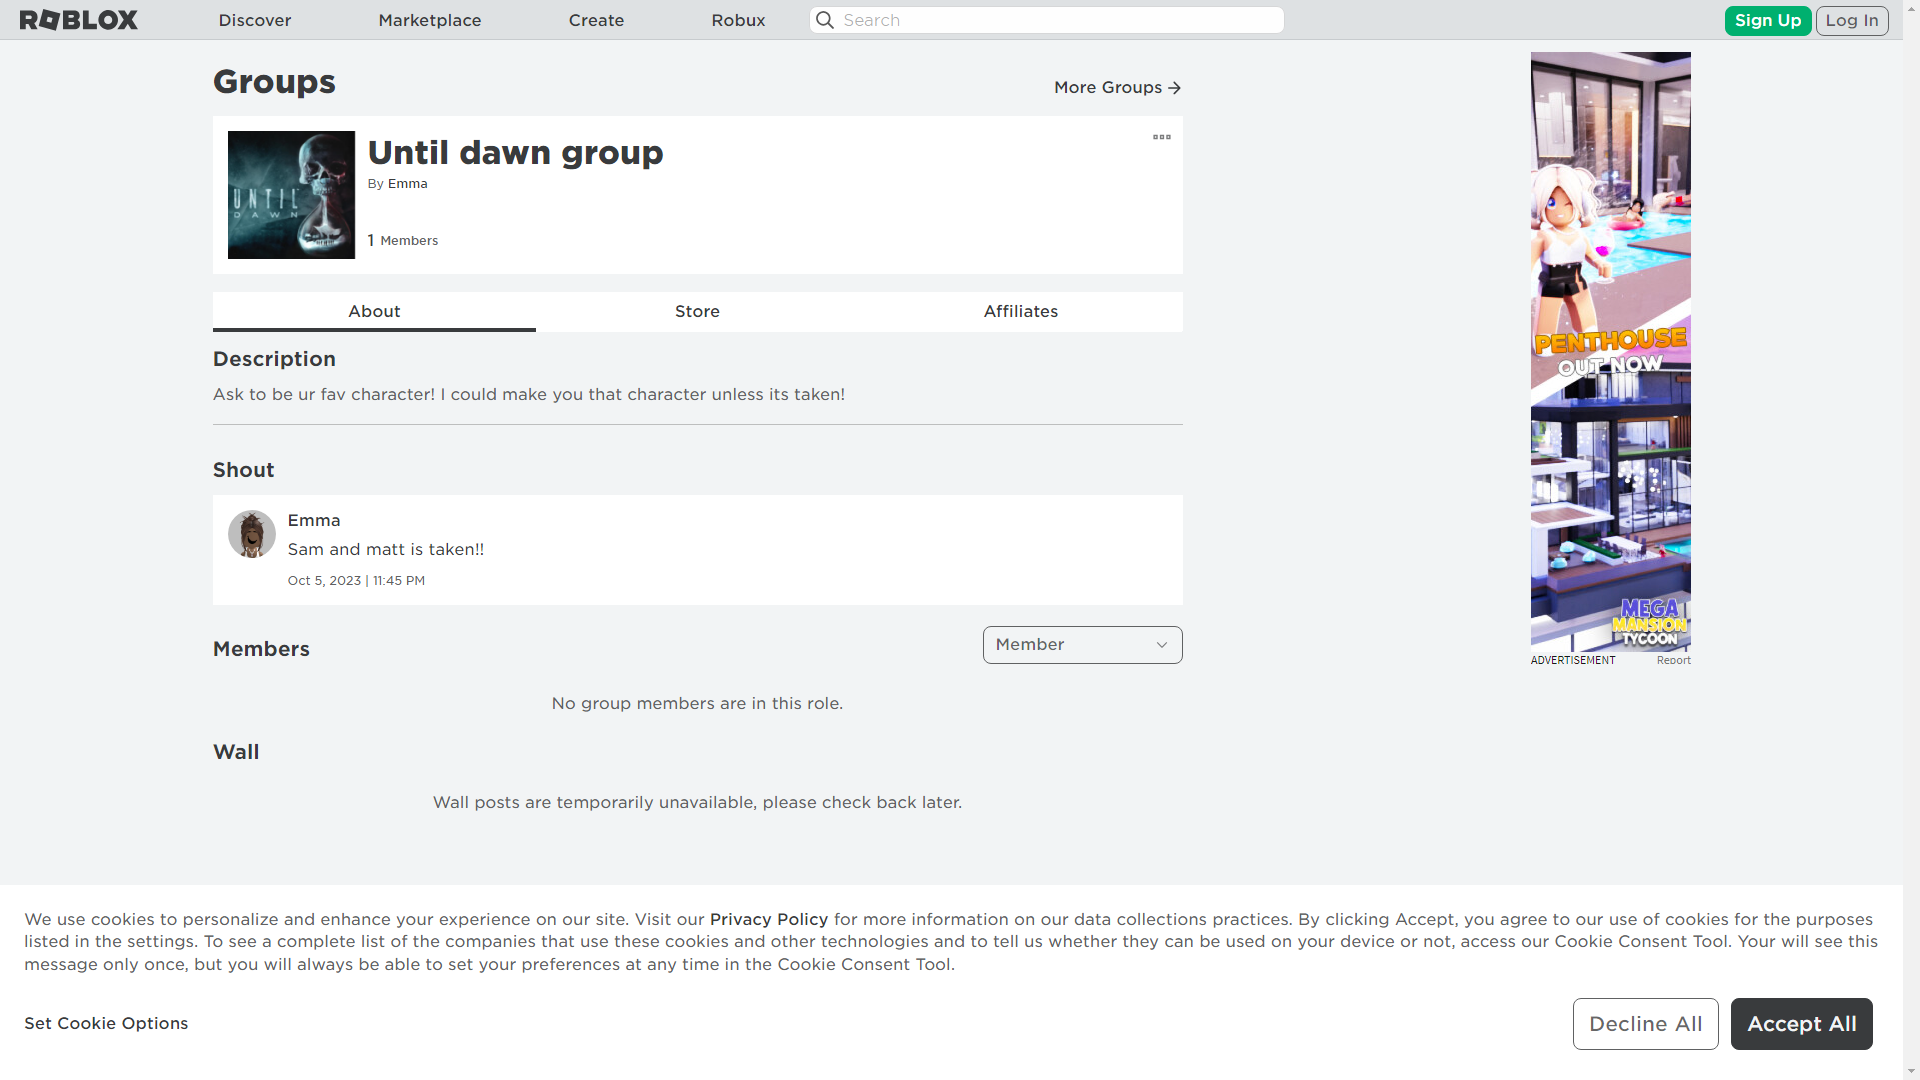 ROBLOX
Discover
Marketplace
Create
Robux
Search
Sign Up
Log In
Groups
More Groups
UNTIL
DAWN
Until dawn group
By Emma
1 Members
About
Store
Affiliates
Description
Ask to be ur fav character! I could make you that character unless its taken!
Shout
Emma
Sam and matt is taken!!
Oct 5, 2023 | 11:45 PM
Members
Member
No group members are in this role.
Wall
Wall posts are temporarily unavailable, please check back later.
PENTHOUSE
OUT NOW
MEGA
MANSION
TYCOON
ADVERTISEMENT
Report
We use cookies to personalize and enhance your experience on our site. Visit our Privacy Policy for more information on our data collections practices. By clicking Accept, you agree to our use of cookies for the purposes
listed in the settings. To see a complete list of the companies that use these cookies and other technologies and to tell us whether they can be used on your device or not, access our Cookie Consent Tool. Your will see this
message only once, but you will always be able to set your preferences at any time in the Cookie Consent Tool.
Set Cookie Options
Decline All
Accept All